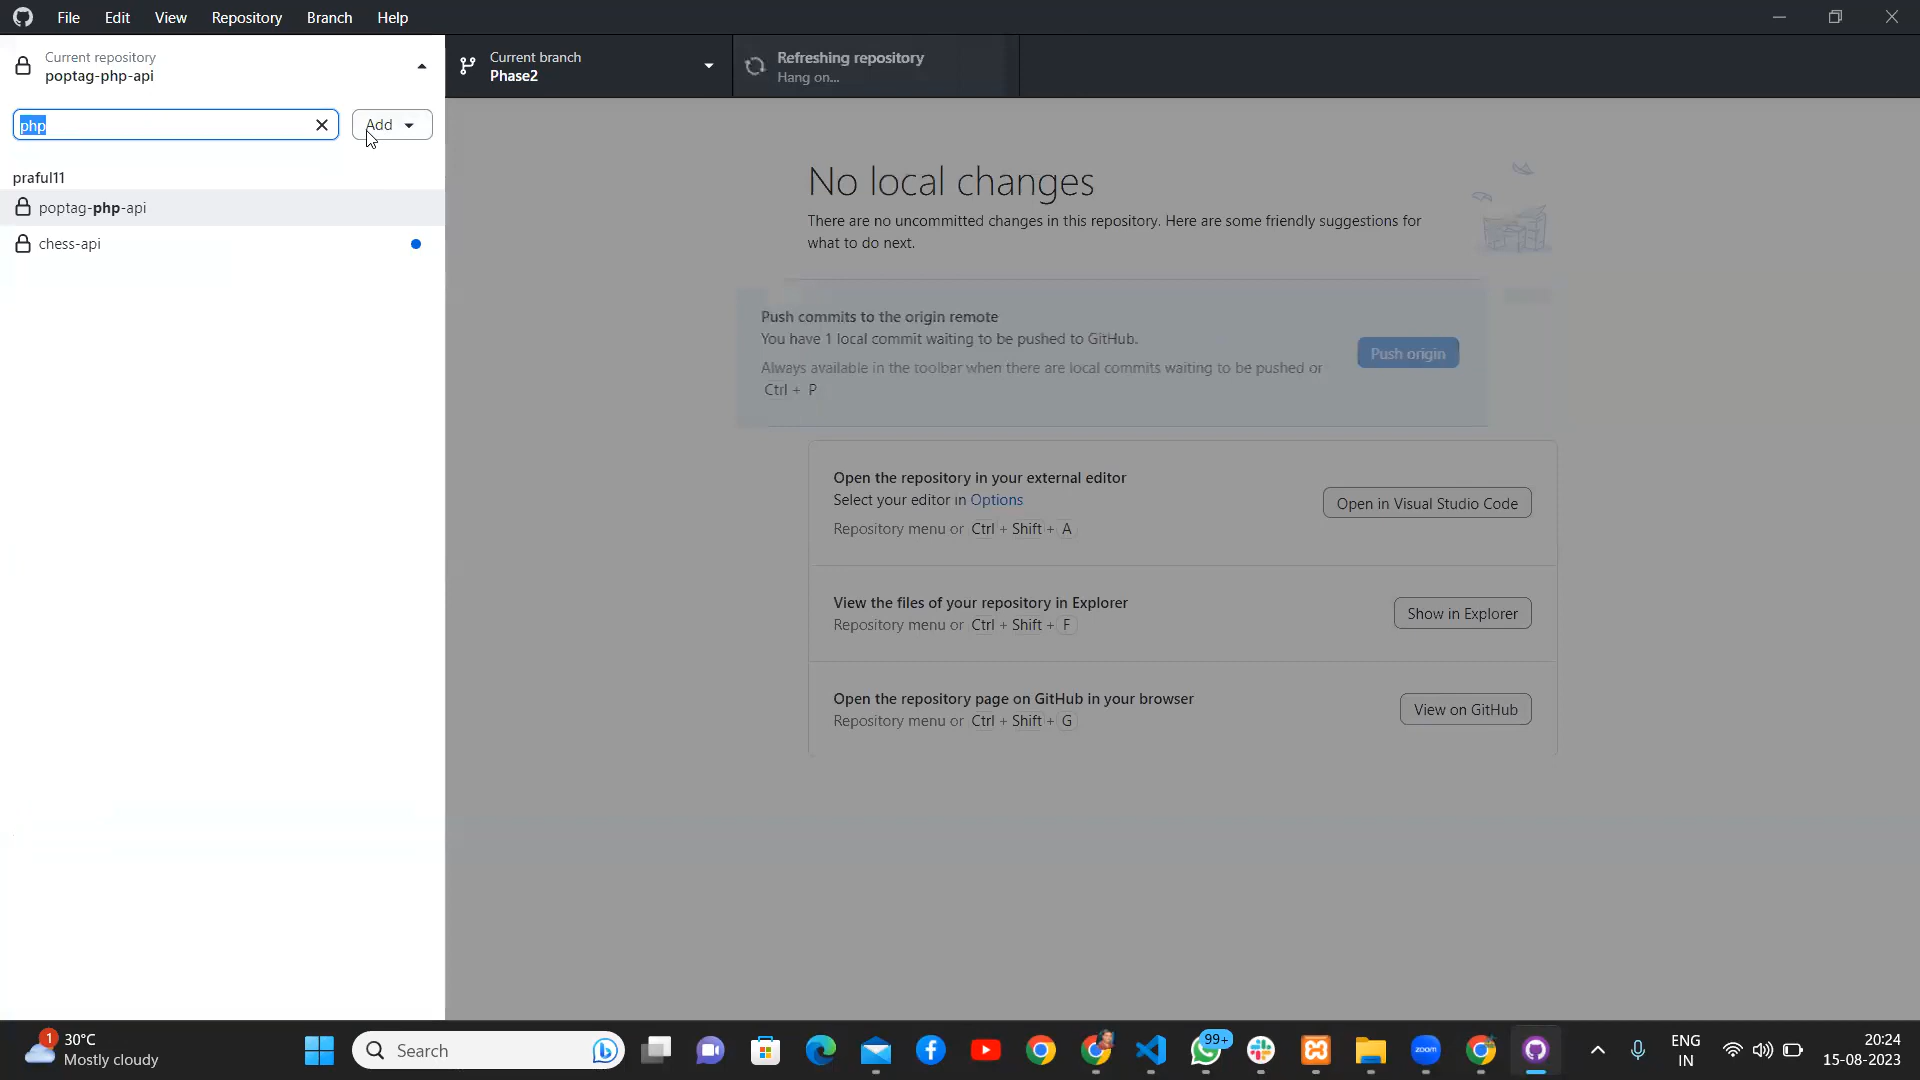 File Edit View Repository Branch Help
Current repository
poptag-php-api
Current branch
Phase2
Refreshing repository
Hang on...
php
Add
praful11
poptag-php-api
chess-api
No local changes
There are no uncommitted changes in this repository. Here are some friendly suggestions for
what to do next.
Push commits to the origin remote
You have 1 local commit waiting to be pushed to GitHub.
Always available in the toolbar when there are local commits waiting to be pushed or
Ctrl + P
Push origin
Open the repository in your external editor
Select your editor in Options
Repository menu or Ctrl + Shift + A
Open in Visual Studio Code
View the files of your repository in Explorer
Repository menu or Ctrl + Shift + F
Show in Explorer
Open the repository page on GitHub in your browser
Repository menu or Ctrl + Shift + G
View on GitHub
1
30°C
Mostly cloudy
Search
99+
zoom
ENG
IN
20:24
15-08-2023